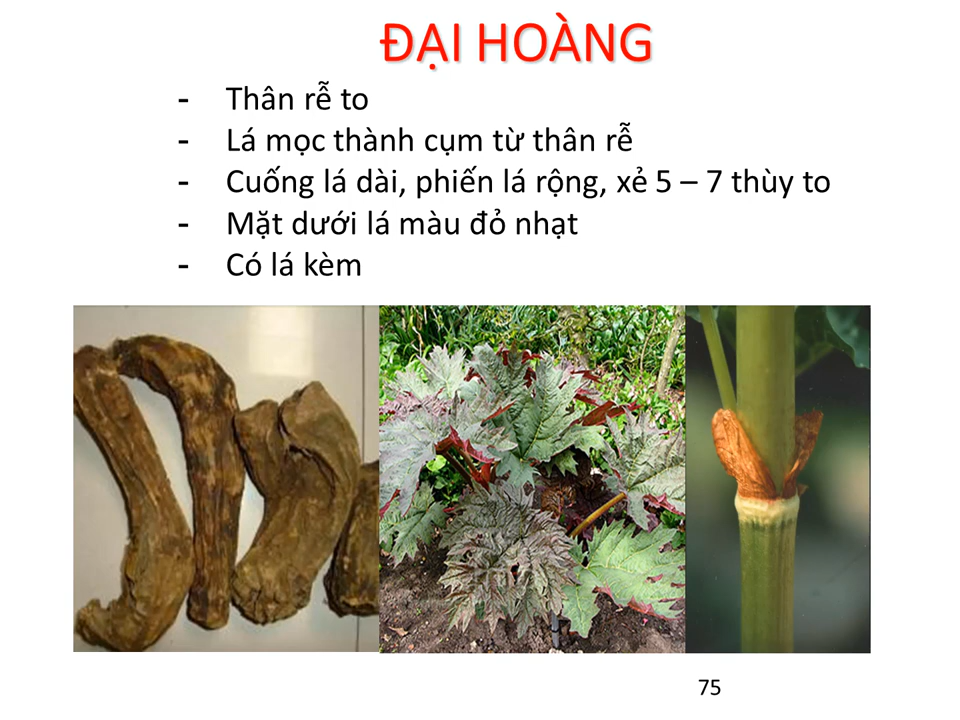 ĐẠI HOÀNG
- Thân rễ to
- Lá mọc thành cụm từ thân rễ
- Cuống lá dài, phiến lá rộng, xẻ 5 – 7 thùy to
- Mặt dưới lá màu đỏ nhạt
- Có lá kèm
75